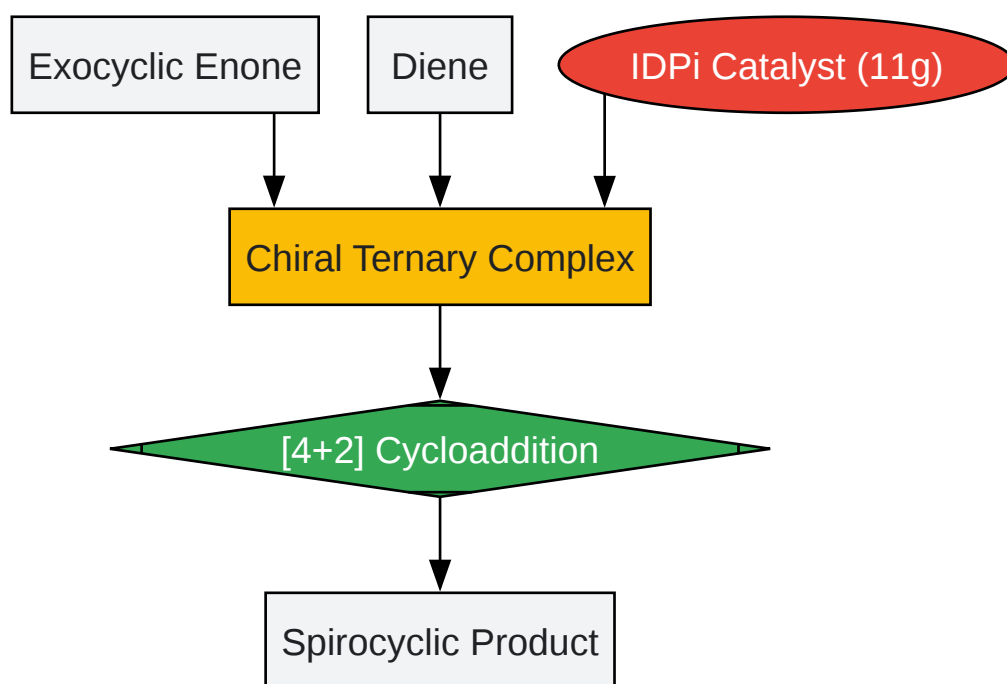 Exocyclic Enone
Diene
IDPi Catalyst (11g)
Chiral Ternary Complex
[4+2] Cycloaddition
Spirocyclic Product